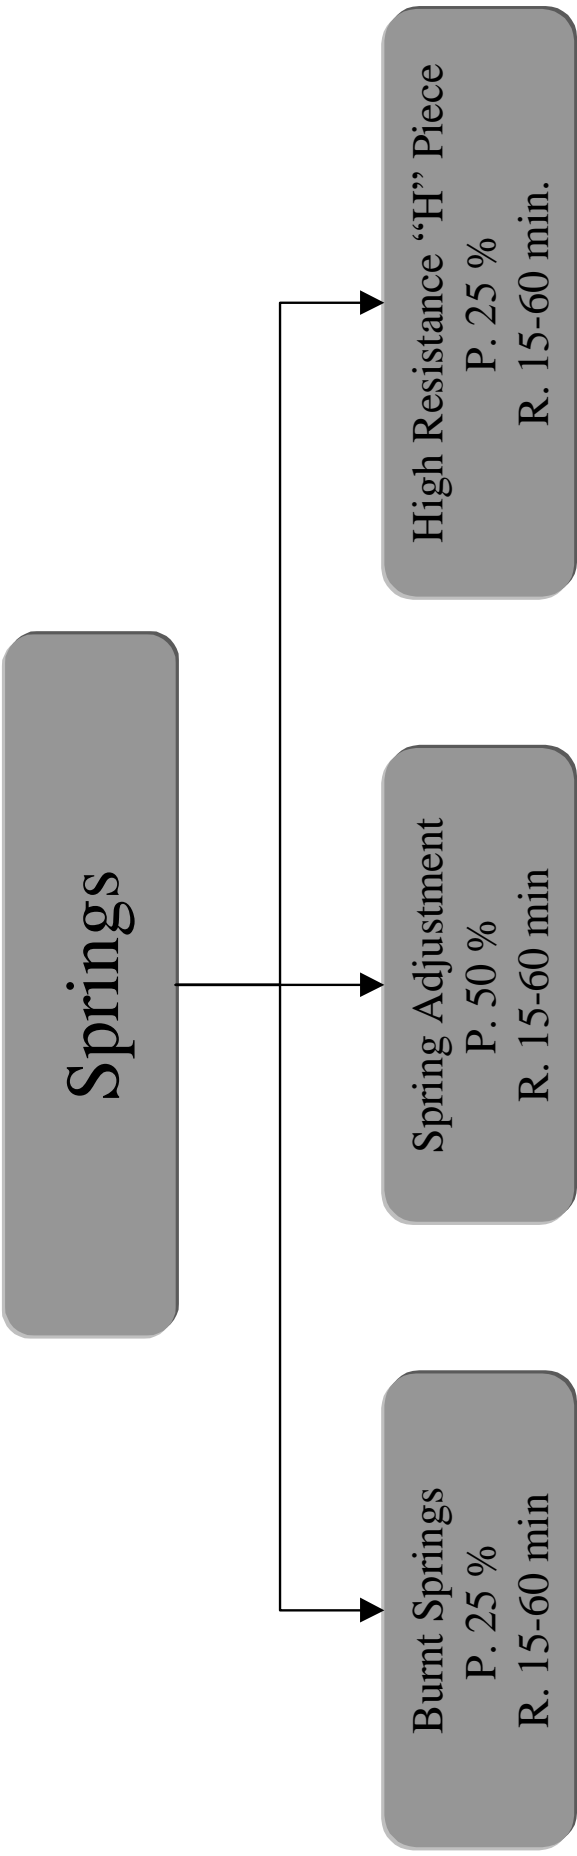 Springs
Burnt Springs
P. 25 %
R. 15-60 min
Spring Adjustment
P. 50 %
R. 15-60 min
High Resistance “H” Piece
P. 25 %
R. 15-60 min.